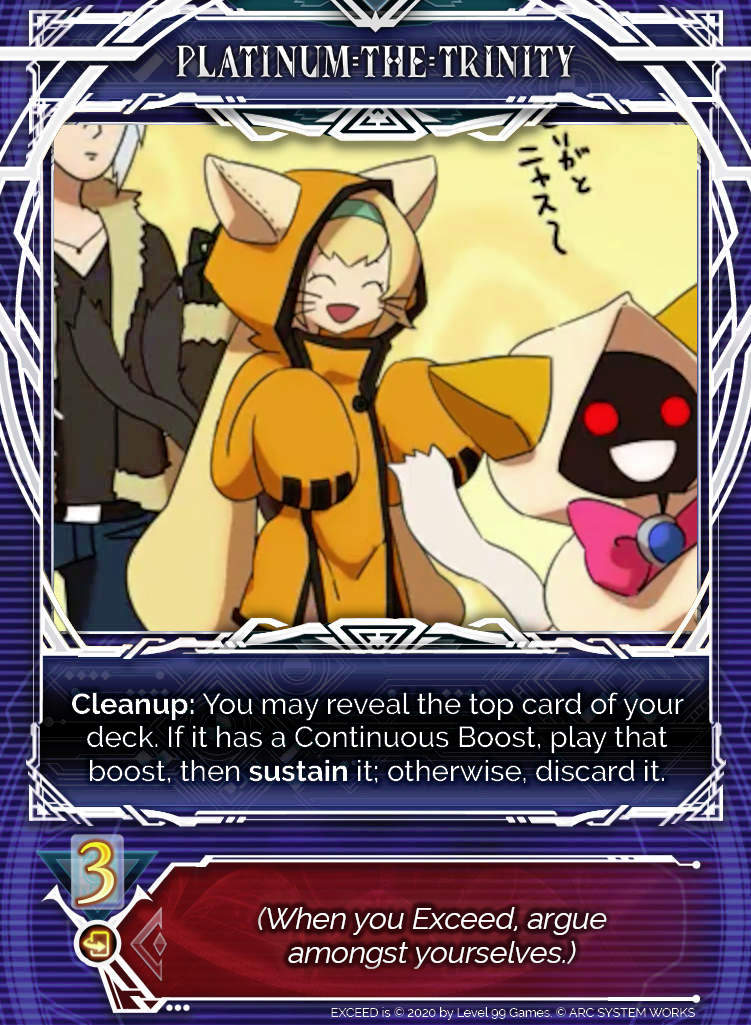 PLATINUM=THE=TRINITY
りがと
ニャス〜
Cleanup: You may reveal the top card of your
deck. If it has a Continuous Boost, play that
boost, then sustain it; otherwise, discard it.
3
(When you Exceed, argue
amongst yourselves.)
EXCEED is © 2020 by Level 99 Games. © ARC SYSTEM WORKS